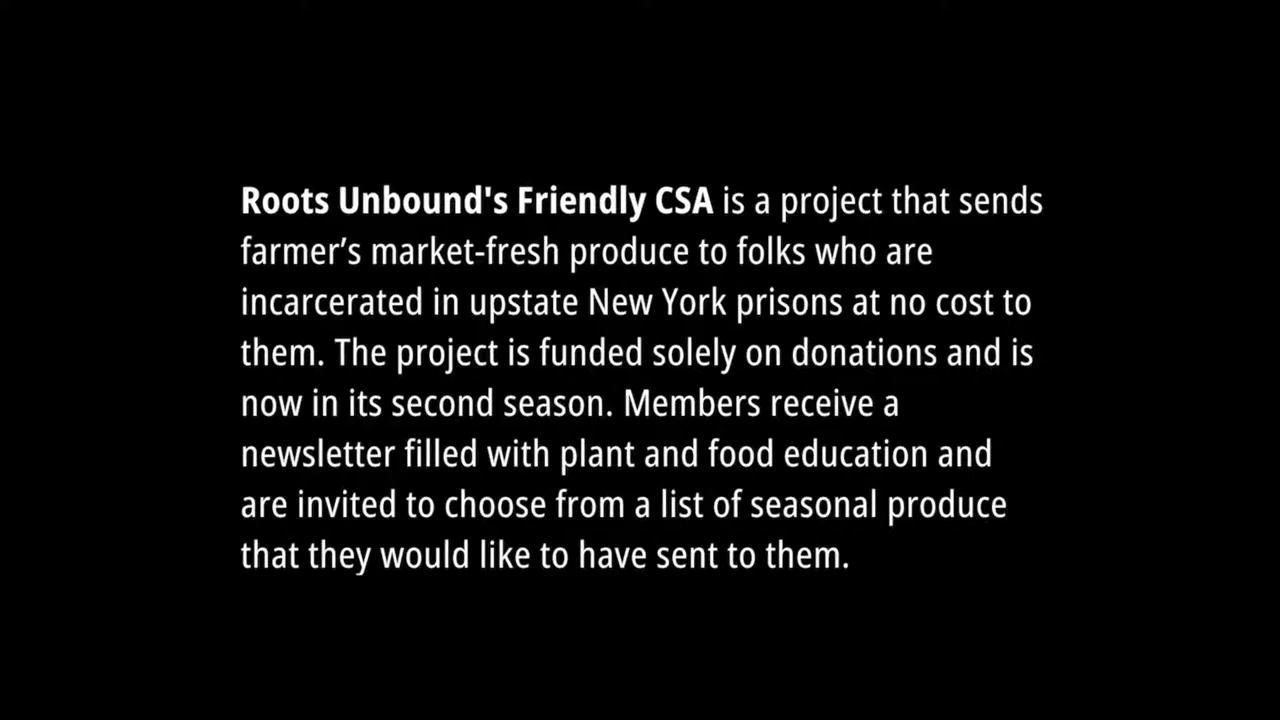 Roots Unbound's Friendly CSA is a project that sends
farmer’s market-fresh produce to folks who are
incarcerated in upstate New York prisons at no cost to
them. The project is funded solely on donations and is
now in its second season. Members receive a
newsletter filled with plant and food education and
are invited to choose from a list of seasonal produce
that they would like to have sent to them.